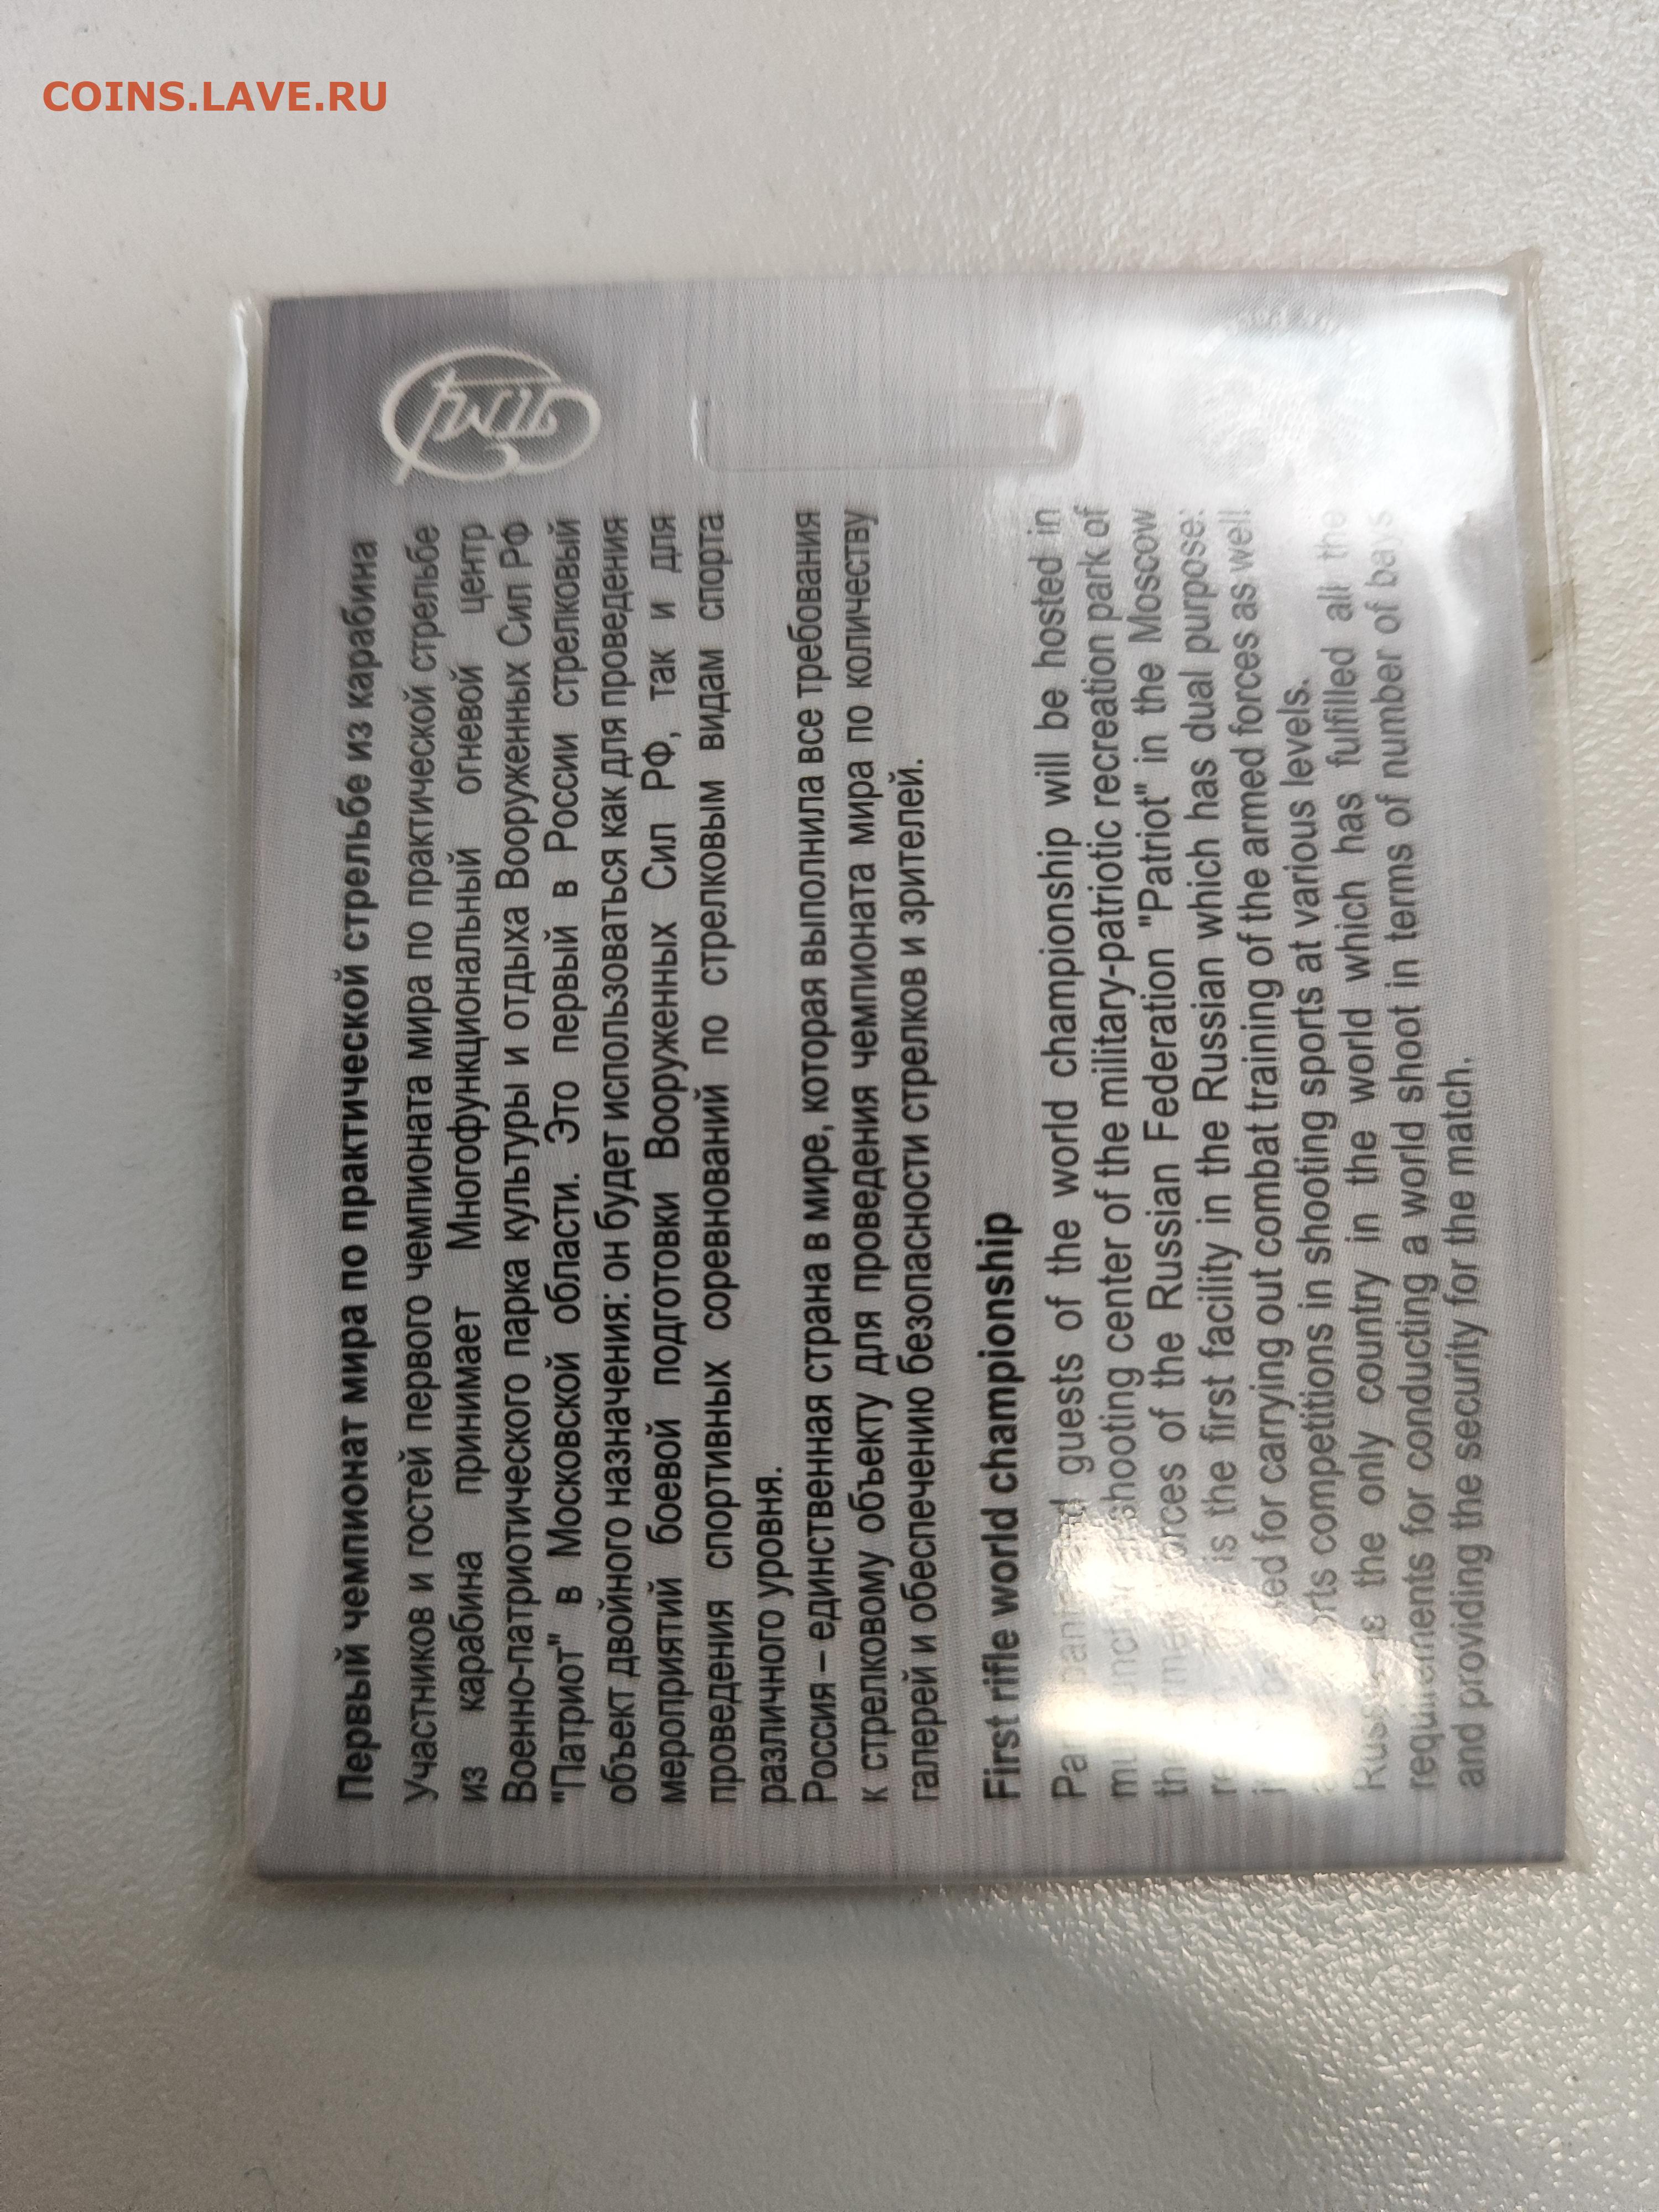 COINS.LAVE.RU
Первый чемпионат мира по практической стрельбе из карабина
Участников и гостей первого чемпионата мира по практической стрельбе
из карабина принимает Многофункциональный огневой центр
Военно-патриотического парка культуры и отдыха Вооруженных Сил РФ
"Патриот" в Московской области. Это первый в России стрелковый
объект двойного назначения: он будет использоваться как для проведения
мероприятий боевой подготовки Вооруженных Сил РФ, так и для
проведения спортивных соревнований по стрелковым видам спорта
различного уровня.
Россия – единственная страна в мире, которая выполнила все требования
к стрелковому объекту для проведения чемпионата мира по количеству
галерей и обеспечению безопасности стрелков и зрителей.
First rifle world championship
guests of the world championship will be hosted in
shooting center of the military-patriotic recreation park of
of the Russian Federation "Patriot" in the Moscow
is the first facility in the Russian which has dual purpose:
for carrying out combat training of the armed forces as well
competitions in shooting sports at various levels.
the only country in the world which has fulfilled all the
requirements for conducting a world shoot in terms of number of bays
and providing the security for the match.